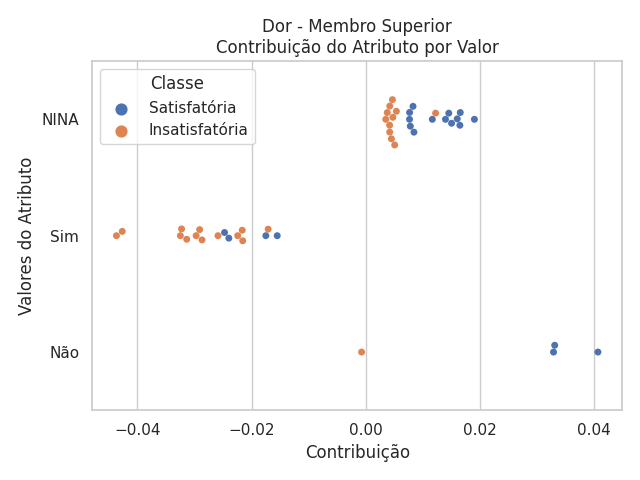 Dor - Membro Superior
Contribuição do Atributo por Valor
Classe
Satisfatória
Insatisfatória
Valores do Atributo
NINA
Sim
Não
−0.04 −0.02 0.00 0.02 0.04
Contribuição